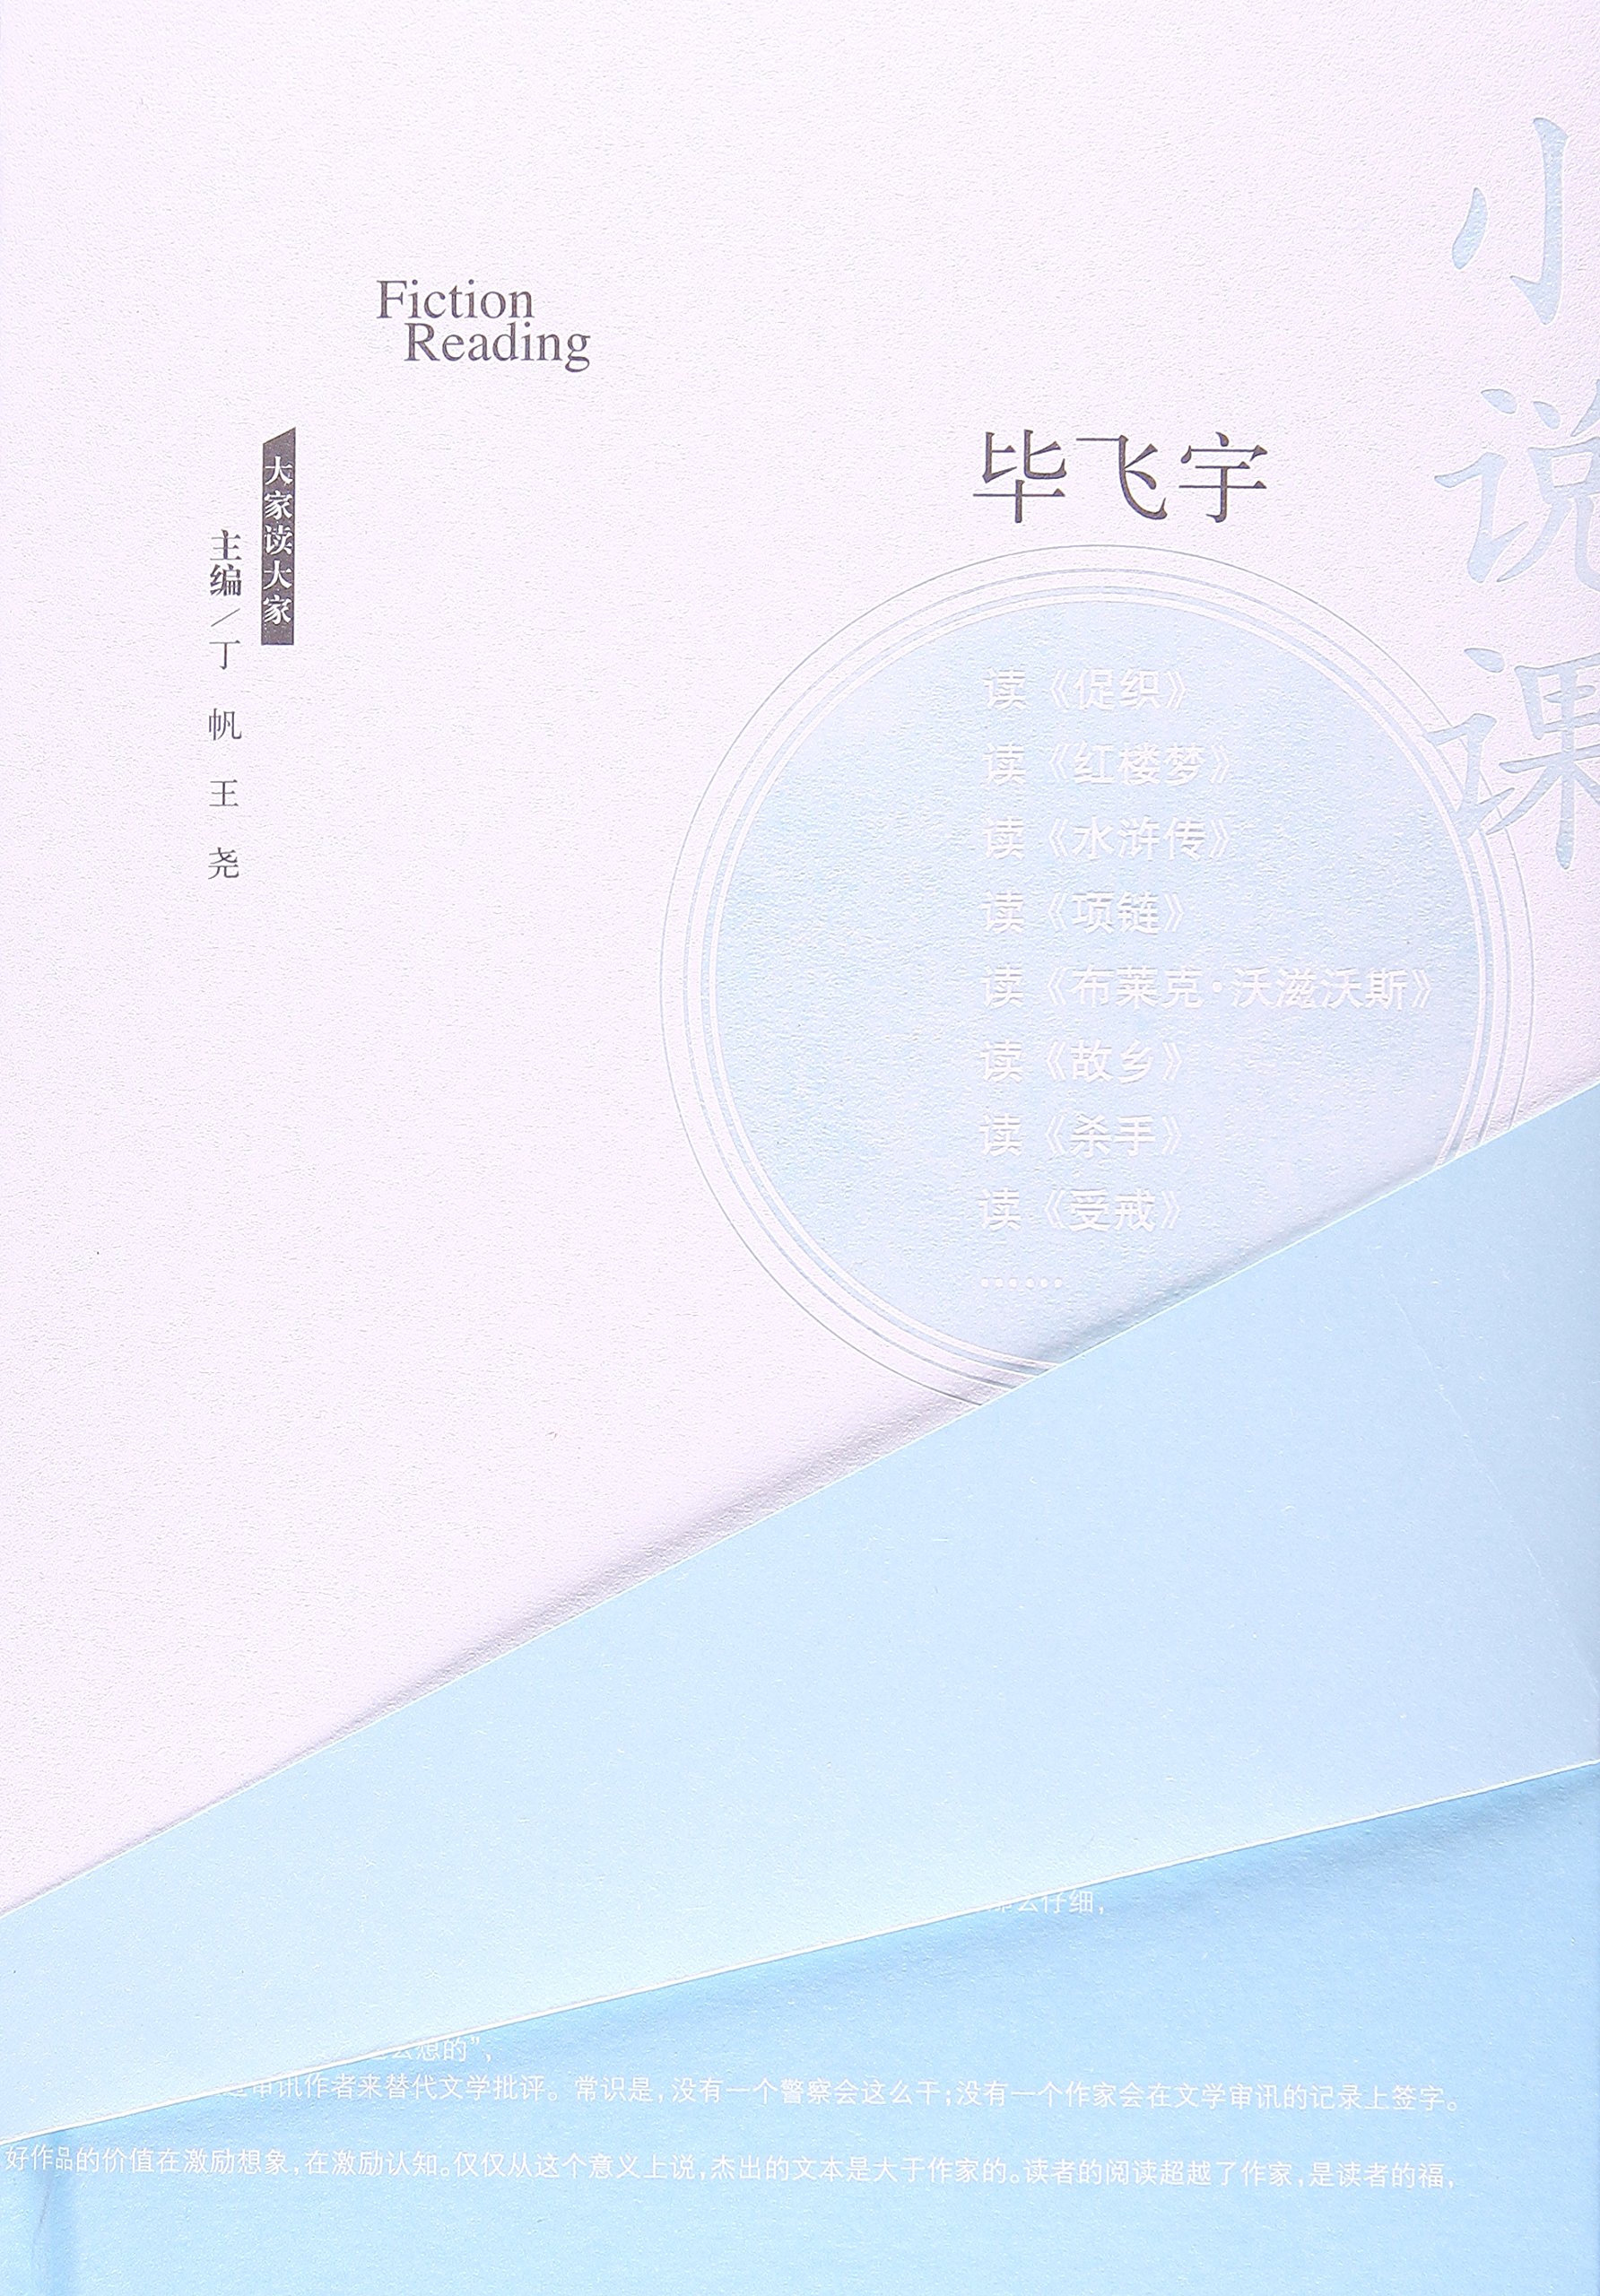 小说课
Fiction
Reading
毕飞宇
大家读大家
主编/丁帆 王尧
读《促织》
读《红楼梦》
读《水浒传》
读《项链》
读《布莱克·沃滋沃斯》
读《故乡》
读《杀手》
读《受戒》
……
那么仔细，
么想的”，
审讯作者来替代文学批评。常识是，没有一个警察会这么干；没有一个作家会在文学审讯的记录上签字。
好作品的价值在激励想象，在激励认知。仅仅从这个意义上说，杰出的文本是大于作家的。读者的阅读超越了作家，是读者的福，